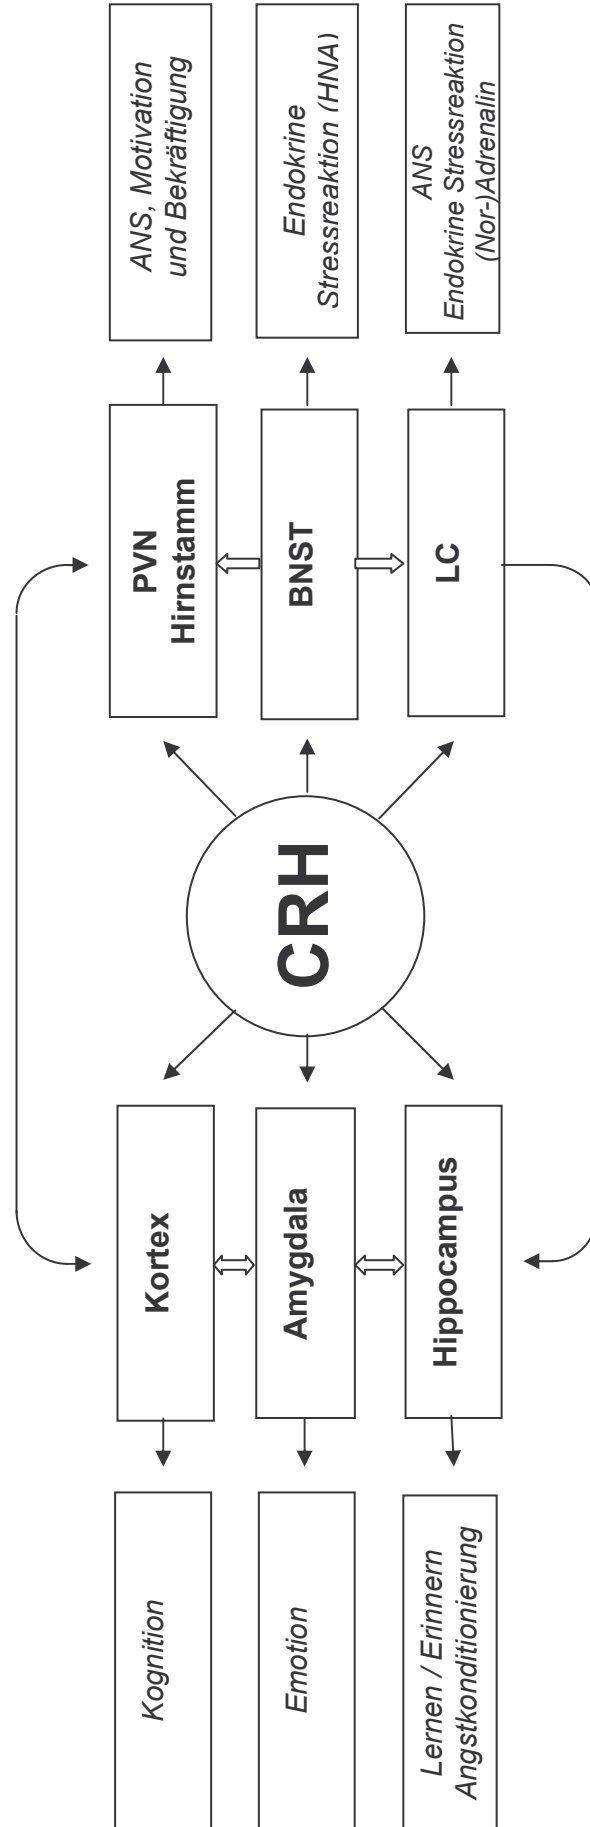 Kognition
Emotion
Lernen / Erinnern
Angstkonditionierung
Kortex
Amygdala
Hippocampus
CRH
PVN
Hirnstamm
BNST
LC
ANS, Motivation
und Bekräftigung
Endokrine
Stressreaktion (HNA)
ANS
Endokrine Stressreaktion
(Nor-)Adrenalin